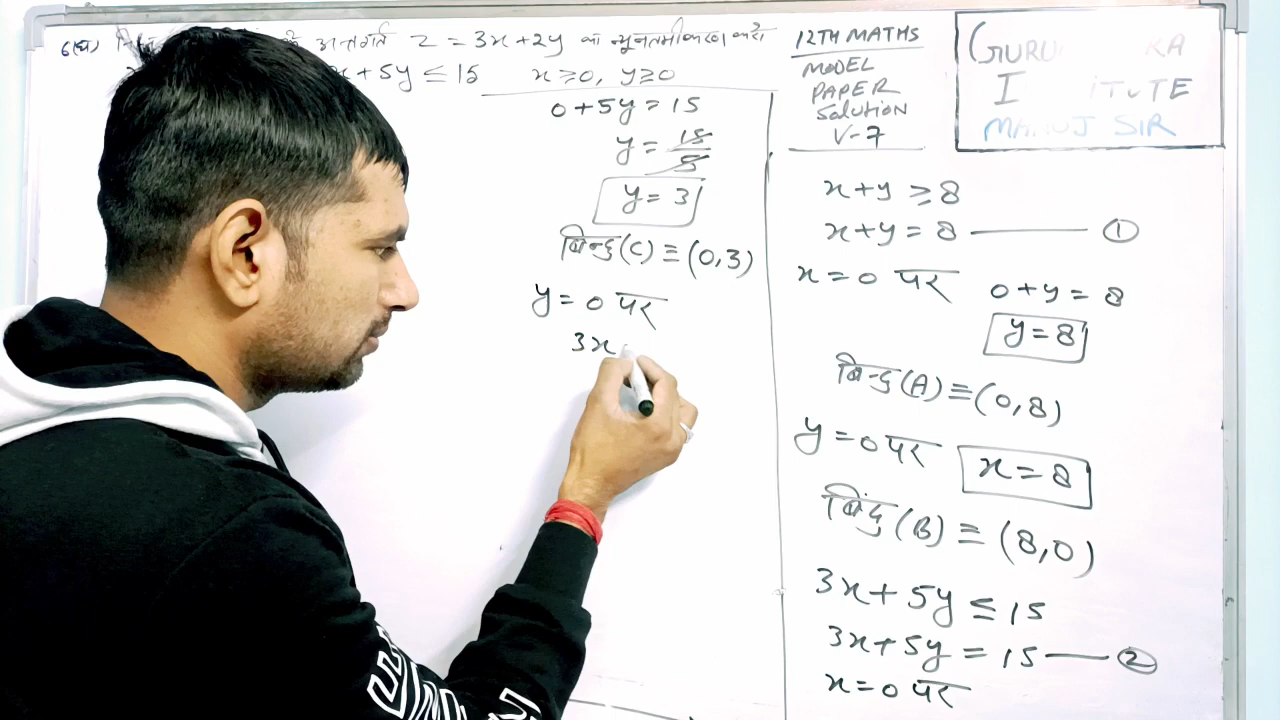 6(घ) अन्तर्गत Z = 3x+2y का न्यूनतमीकरण करो
x+5y ≤ 15 x ≥0, y≥0
0+5y = 15
y = 15/5
y = 3
बिन्दु(C) ≡ (0,3)
y = 0 पर
3x
12TH MATHS
MODEL
PAPER
Solution
V-7
GURU KA
I ITUTE
MANUJ SIR
x+y ≥ 8
x+y = 8 ——— ①
x = 0 पर 0+y = 8
y = 8
बिन्दु(A) ≡ (0,8)
y = 0 पर x = 8
बिंदु(B) ≡ (8,0)
3x+5y ≤ 15
3x+5y = 15 —— ②
x = 0 पर